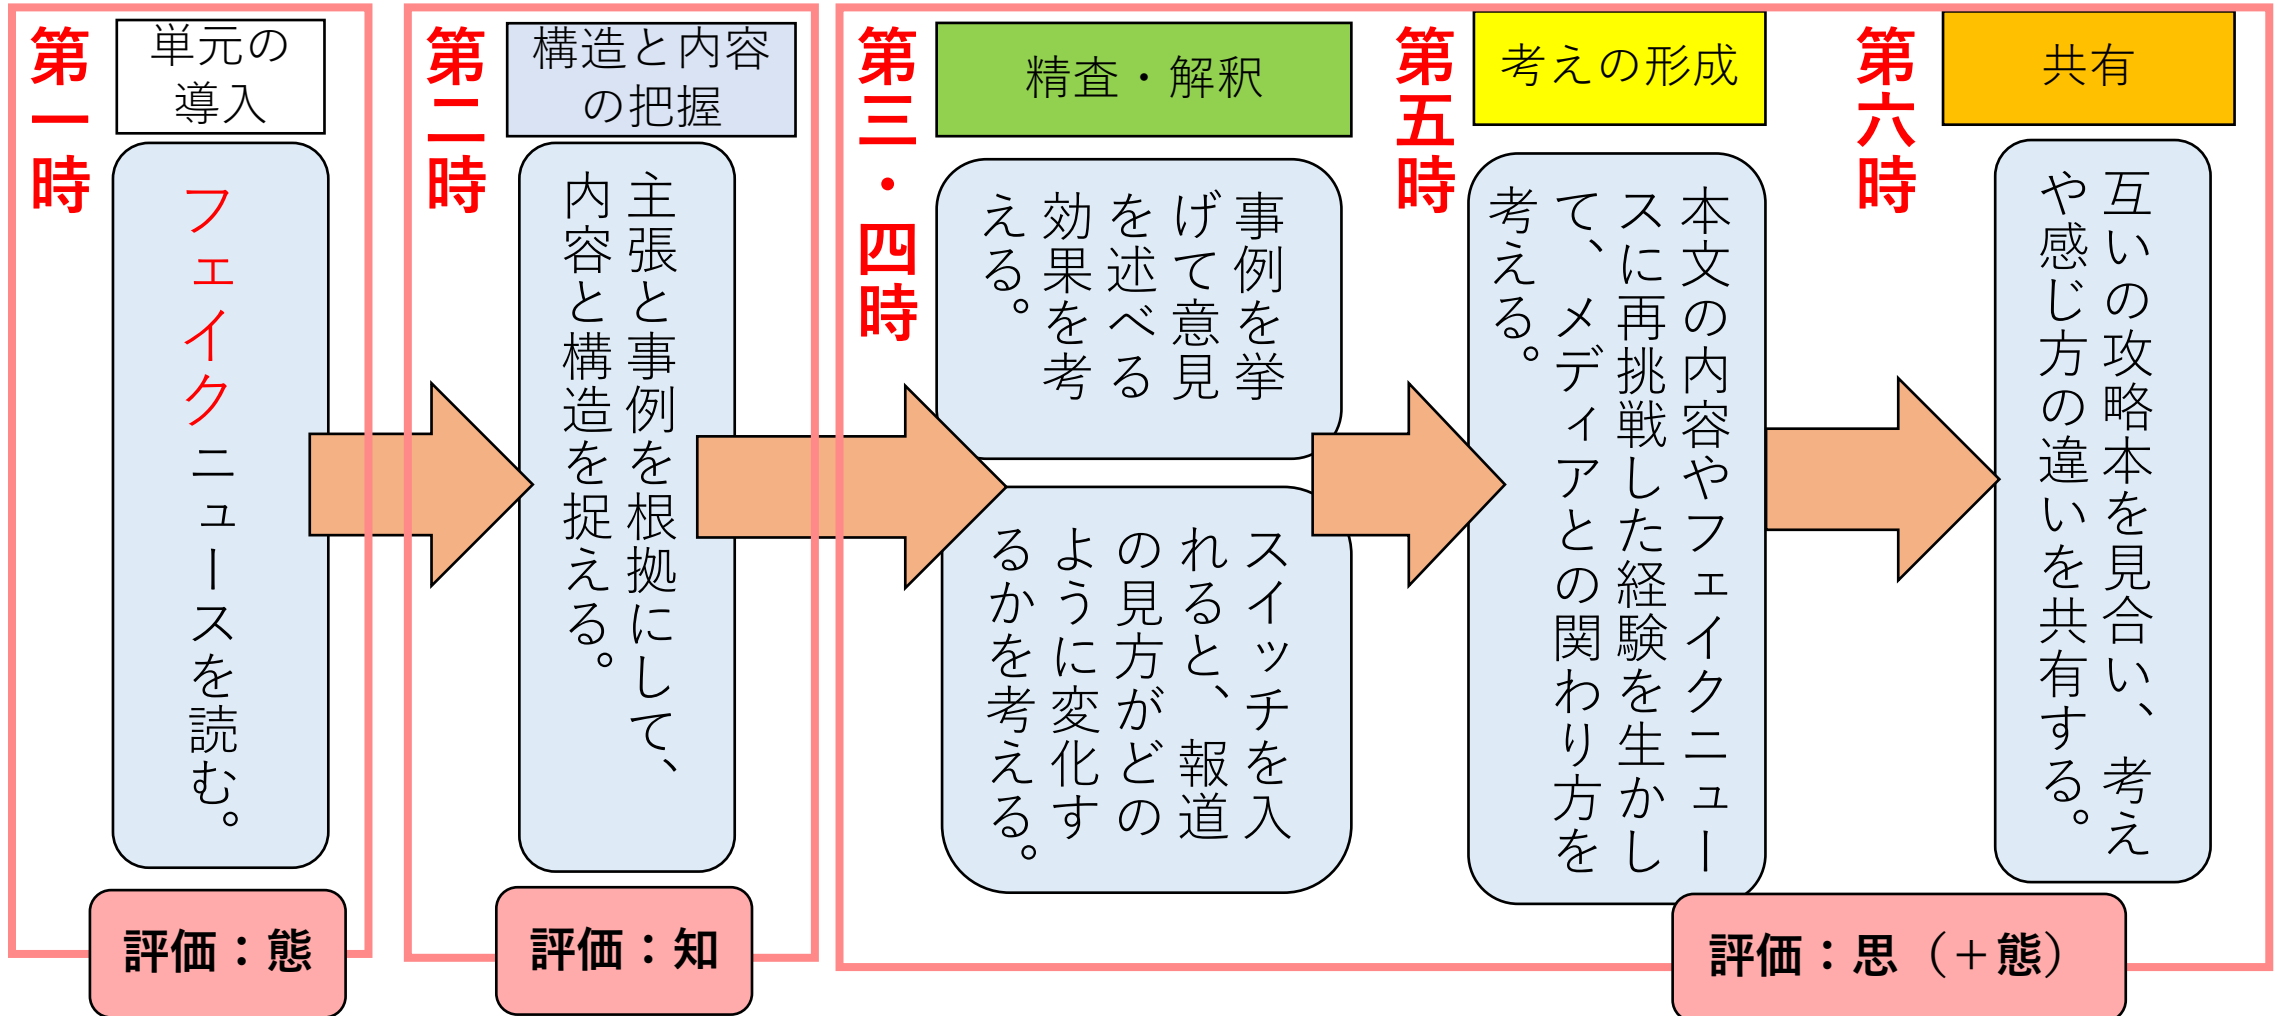 第一時
単元の
導入
フェイクニュースを読む。
評価：態
第二時
構造と内容
の把握
主張と事例を根拠にして、
内容と構造を捉える。
評価：知
第三・四時
精査・解釈
事例を挙
げて意見
を述べる
効果を考
える。
スイッチを入
れると、報道
の見方がどの
ように変化す
るかを考える。
第五時
考えの形成
本文の内容やフェイクニュー
スに再挑戦した経験を生かし
て、メディアとの関わり方を
考える。
第六時
共有
互いの攻略本を見合い、考え
や感じ方の違いを共有する。
評価：思（＋態）